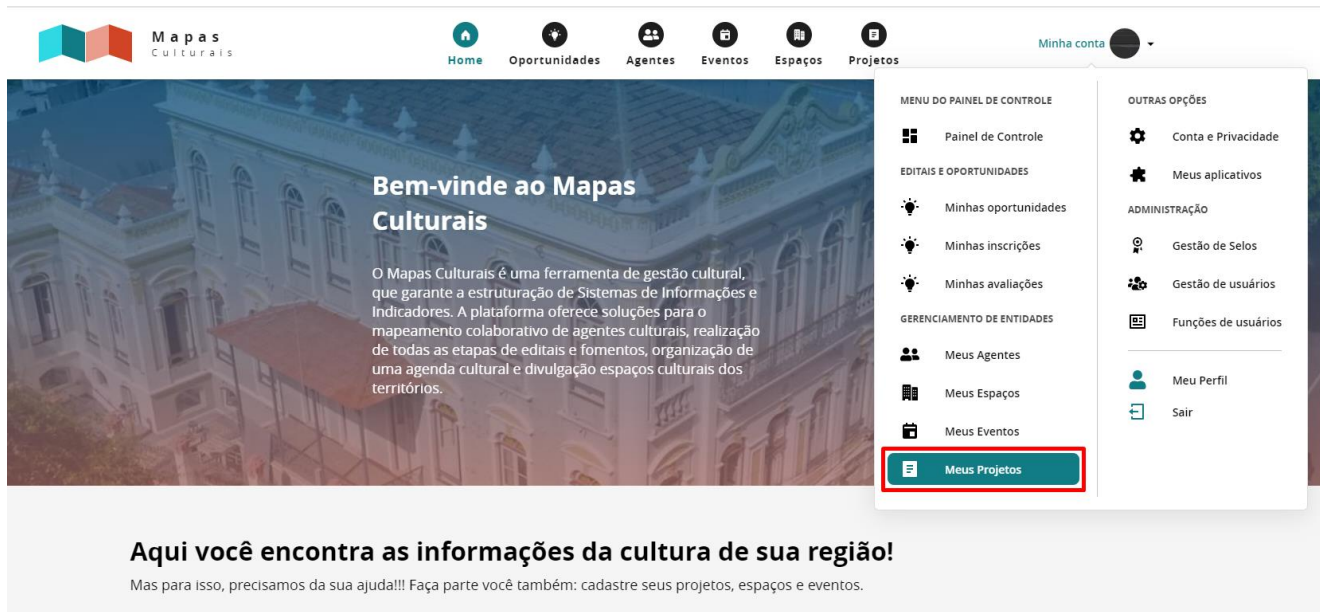 Mapas
Culturais
Home
Oportunidades
Agentes
Eventos
Espaços
Projetos
Minha conta
Bem-vinde ao Mapas
Culturais
O Mapas Culturais é uma ferramenta de gestão cultural,
que garante a estruturação de Sistemas de Informações e
Indicadores. A plataforma oferece soluções para o
mapeamento colaborativo de agentes culturais, realização
de todas as etapas de editais e fomentos, organização de
uma agenda cultural e divulgação espaços culturais dos
territórios.
MENU DO PAINEL DE CONTROLE
Painel de Controle
EDITAIS E OPORTUNIDADES
Minhas oportunidades
Minhas inscrições
Minhas avaliações
GERENCIAMENTO DE ENTIDADES
Meus Agentes
Meus Espaços
Meus Eventos
Meus Projetos
OUTRAS OPÇÕES
Conta e Privacidade
Meus aplicativos
ADMINISTRAÇÃO
Gestão de Selos
Gestão de usuários
Funções de usuários
Meu Perfil
Sair
Aqui você encontra as informações da cultura de sua região!
Mas para isso, precisamos da sua ajuda!!! Faça parte você também: cadastre seus projetos, espaços e eventos.